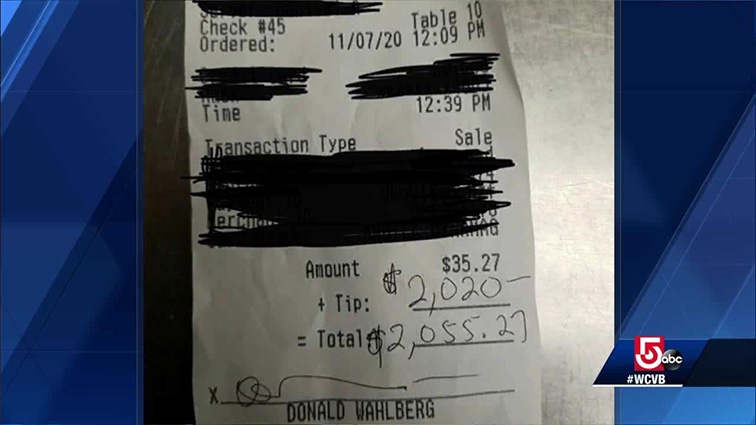 Check #45 Table 10
Ordered: 11/07/20 12:09 PM
Time 12:39 PM
Transaction Type Sale
Amount $35.27
+ Tip: $2,020-
= Total $2,055.27
X
DONALD WAHLBERG
5 abc
#WCVB